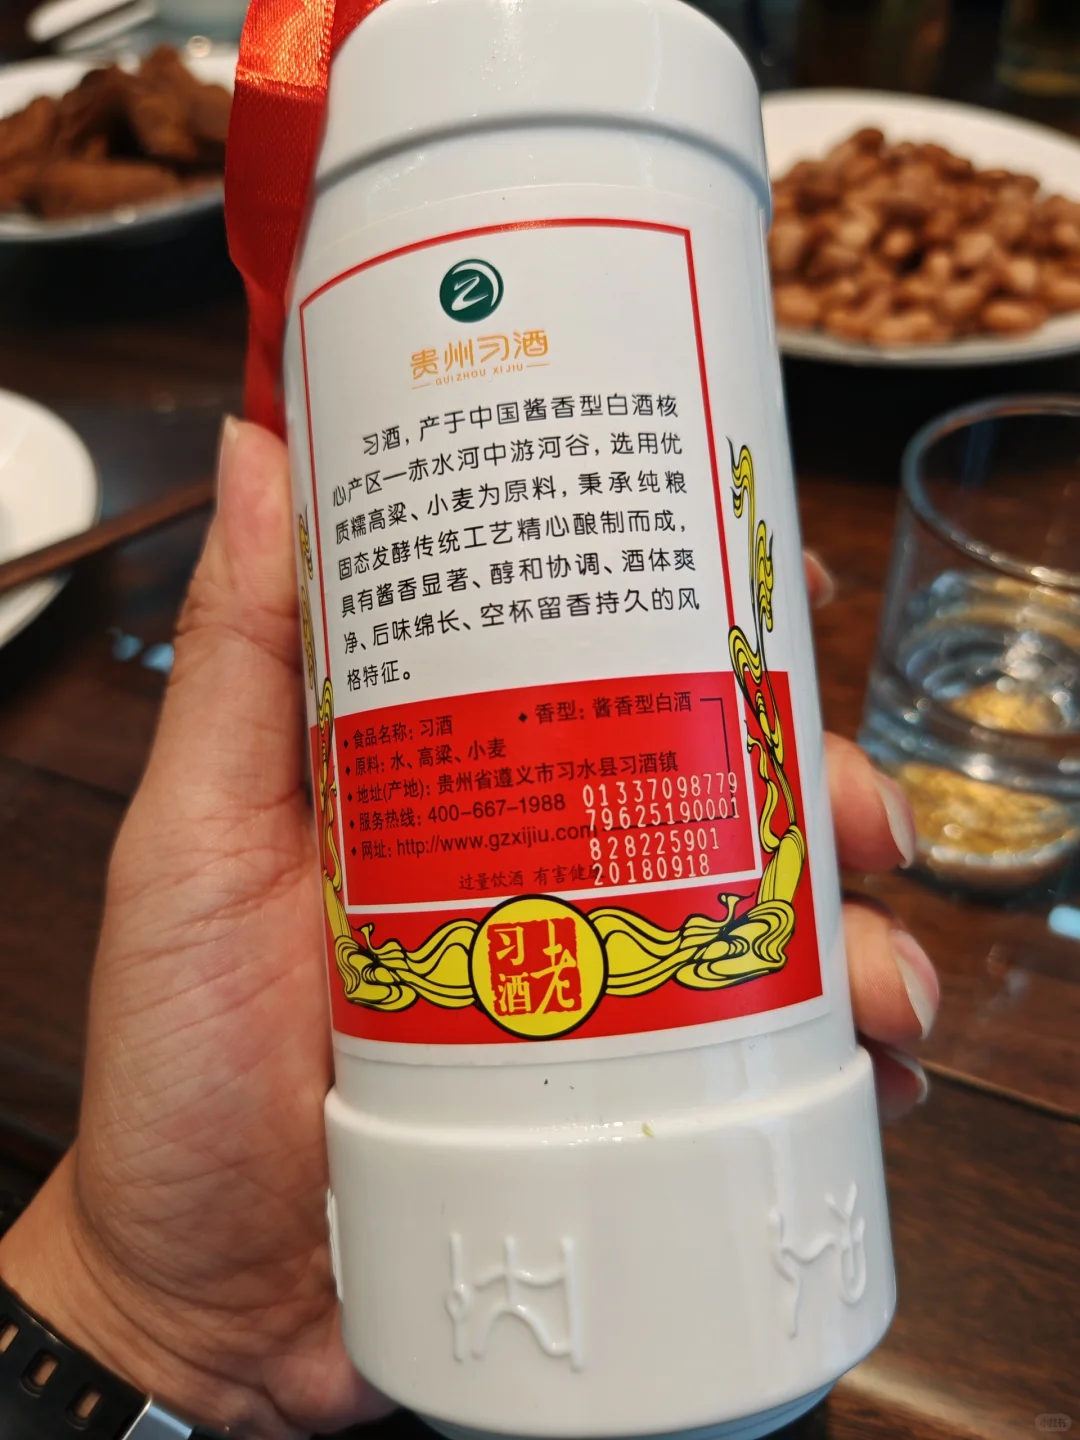 贵州习酒
GUIZHOU XIJIU
习酒，产于中国酱香型白酒核
心产区—赤水河中游河谷，选用优
质糯高粱、小麦为原料，秉承纯粮
固态发酵传统工艺精心酿制而成，
具有酱香显著、醇和协调、酒体爽
净、后味绵长、空杯留香持久的风
格特征。
◆食品名称：习酒
◆香型：酱香型白酒
◆原料：水、高粱、小麦
◆地址(产地)：贵州省遵义市习水县习酒镇
◆服务热线：400-667-1988
◆网址：http://www.gzxijiu.com
01337098779
79625190001
828225901
20180918
过量饮酒 有害健康
老
习酒
小红书